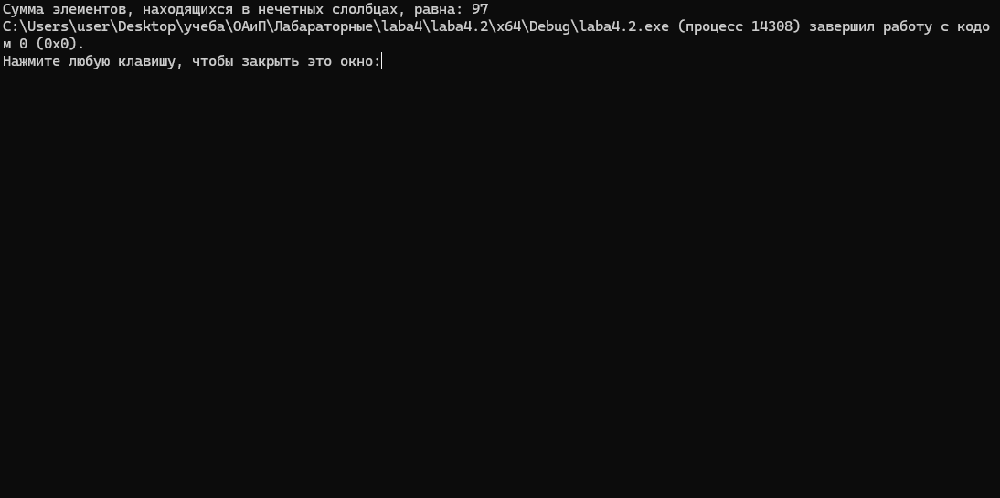 Сумма элементов, находящихся в нечетных слолбцах, равна: 97
C:\Users\user\Desktop\учеба\ОАиП\Лабараторные\laba4\laba4.2\x64\Debug\laba4.2.exe (процесс 14308) завершил работу с кодо
м 0 (0x0).
Нажмите любую клавишу, чтобы закрыть это окно: